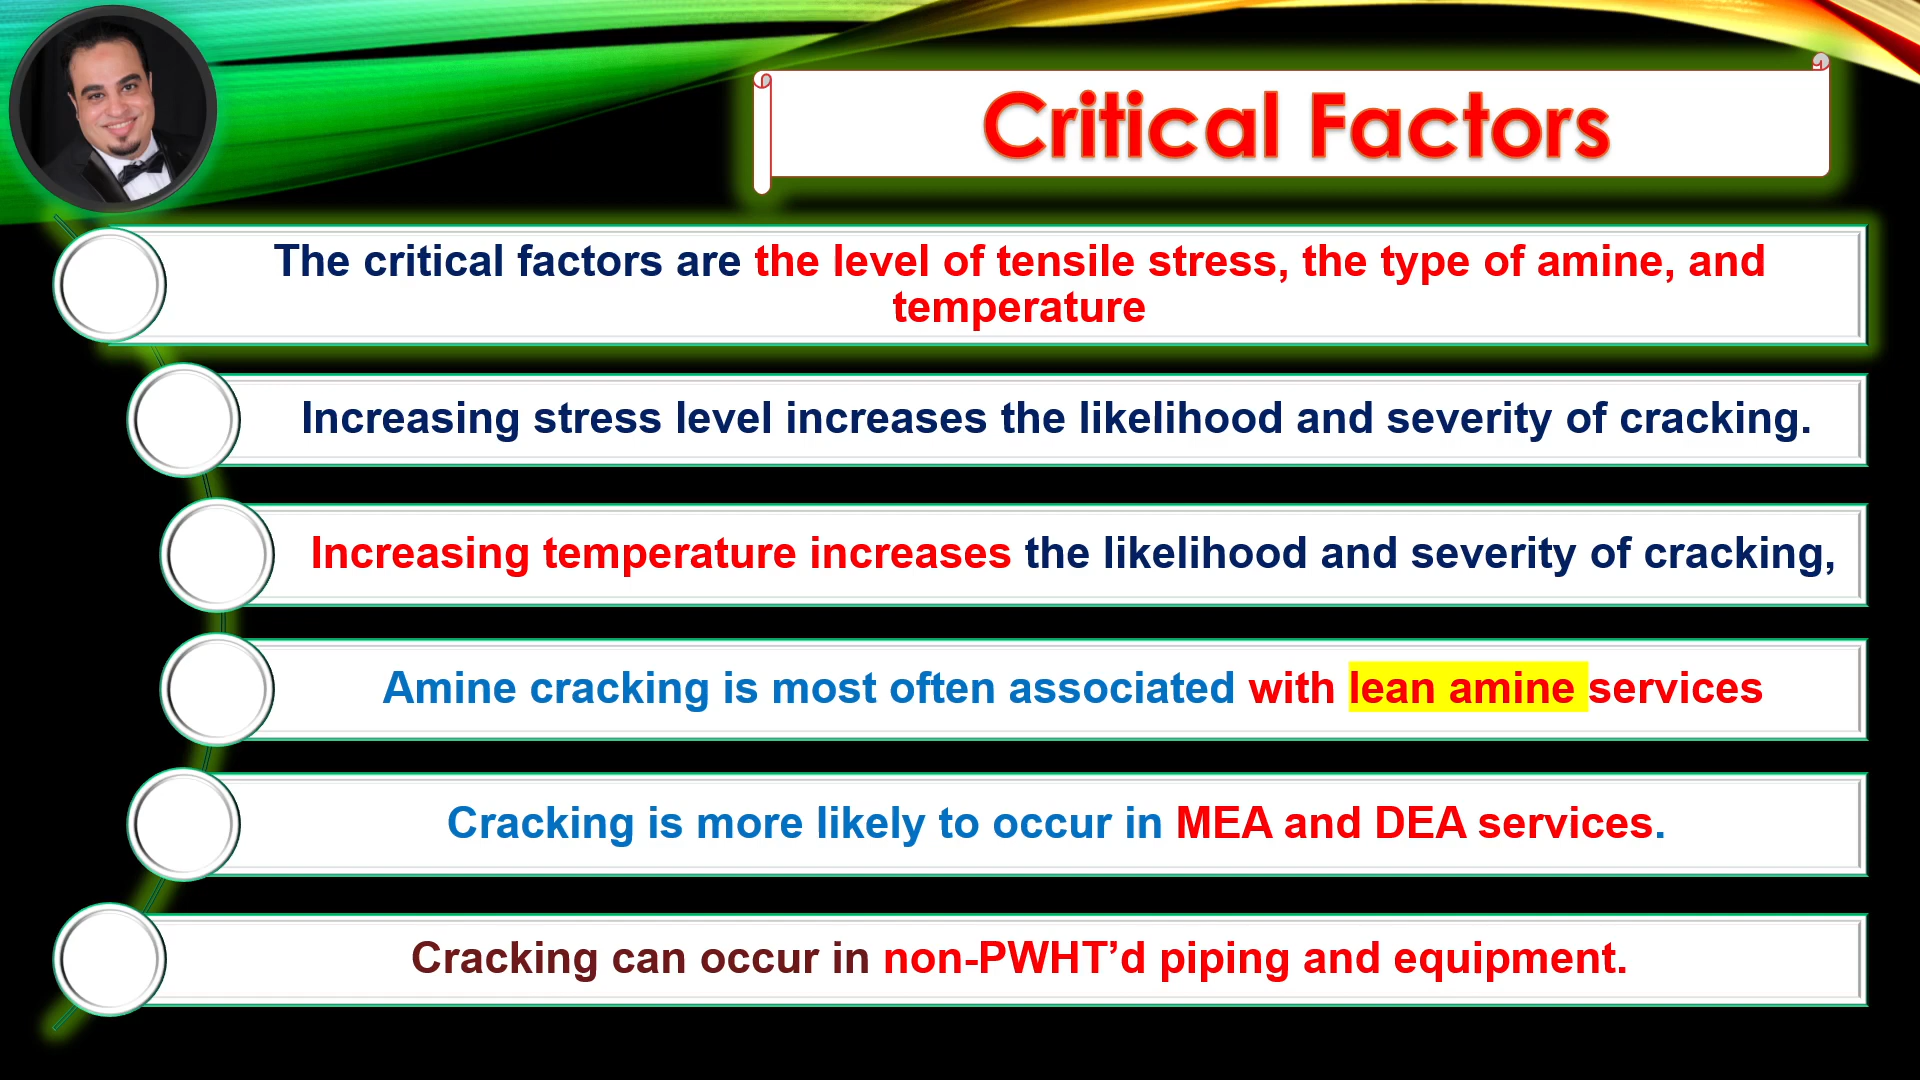 Critical Factors
The critical factors are the level of tensile stress, the type of amine, and
temperature
Increasing stress level increases the likelihood and severity of cracking.
Increasing temperature increases the likelihood and severity of cracking,
Amine cracking is most often associated with lean amine services
Cracking is more likely to occur in MEA and DEA services.
Cracking can occur in non-PWHT’d piping and equipment.